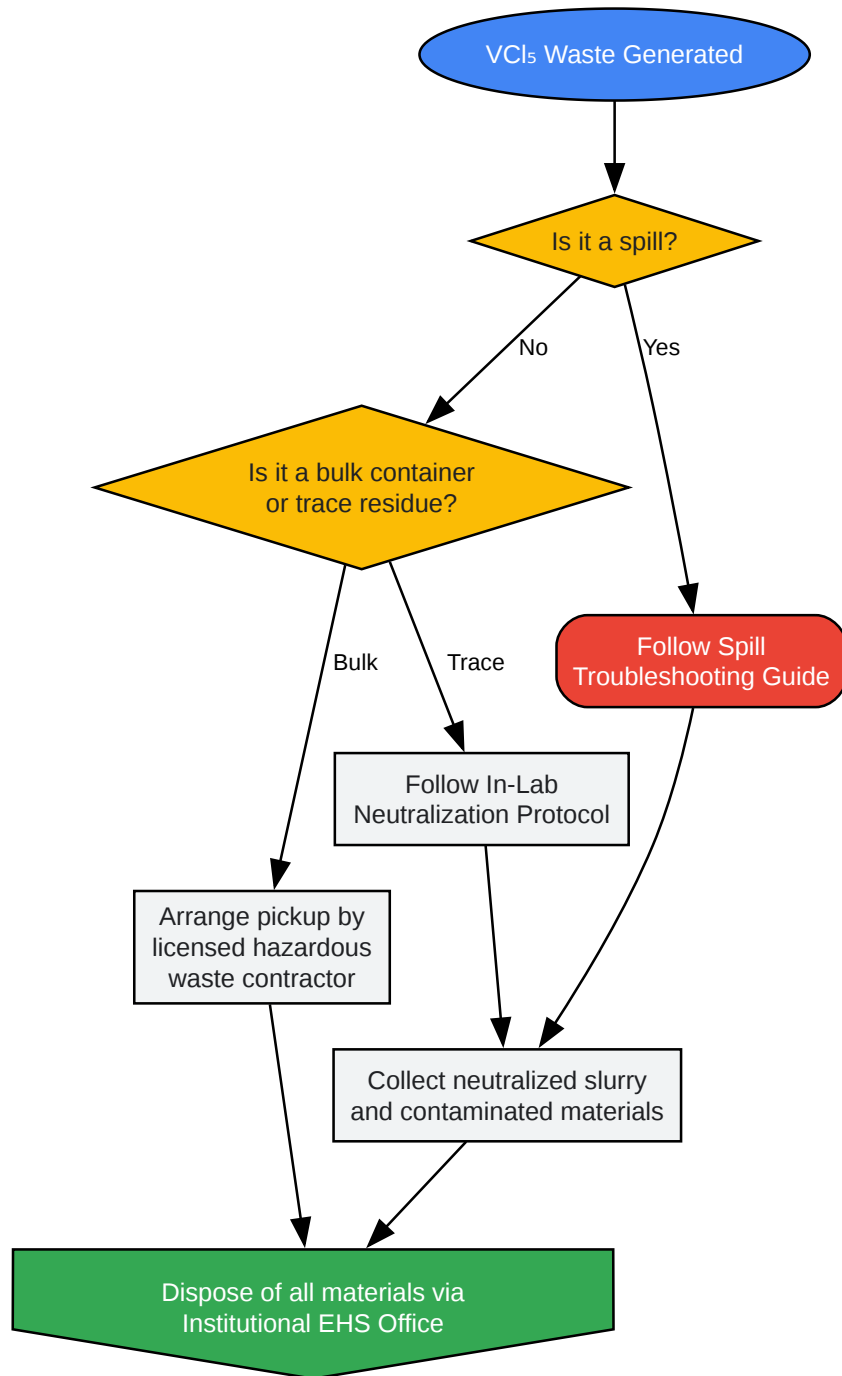 VCl₅ Waste Generated
Is it a spill?
No
Yes
Is it a bulk container
or trace residue?
Bulk
Trace
Follow Spill
Troubleshooting Guide
Follow In-Lab
Neutralization Protocol
Arrange pickup by
licensed hazardous
waste contractor
Collect neutralized slurry
and contaminated materials
Dispose of all materials via
Institutional EHS Office